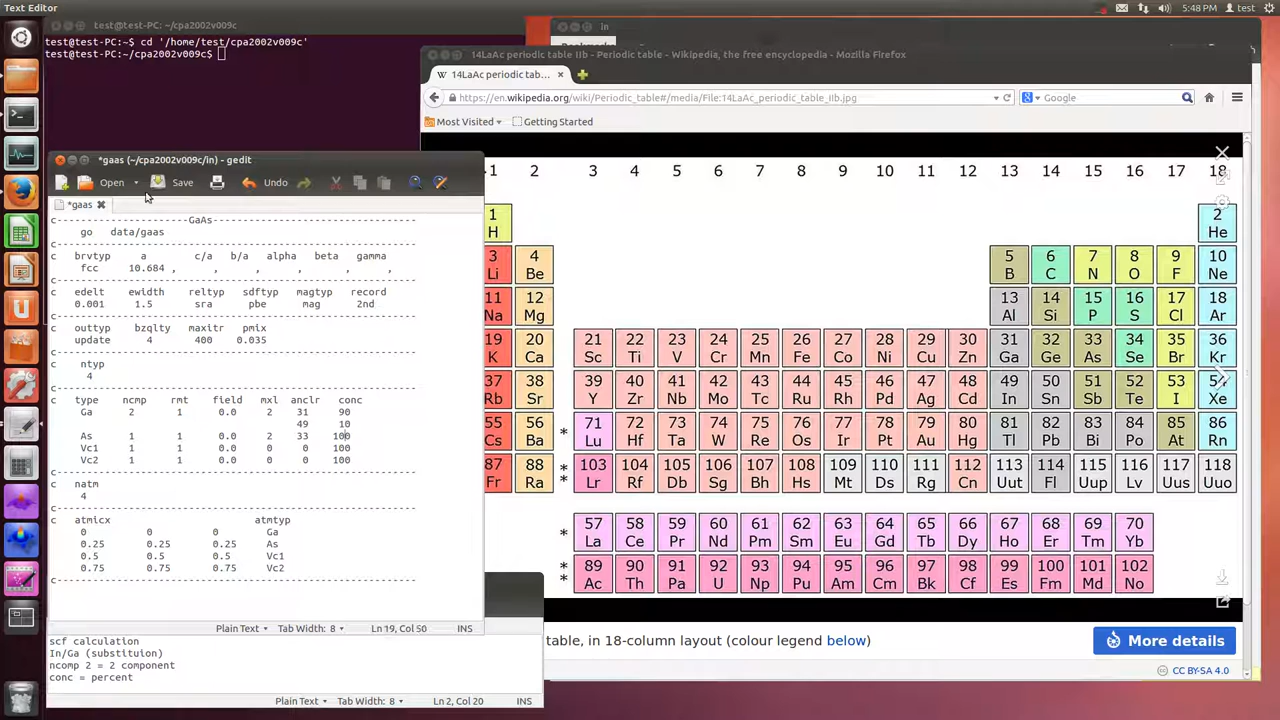 Text Editor
5:48 PM
test
test@test-PC: ~/cpa2002v009c
test@test-PC:~$ cd '/home/test/cpa2002v009c'
test@test-PC:~/cpa2002v009c$
in
14LaAc periodic table IIb - Periodic table - Wikipedia, the free encyclopedia - Mozilla Firefox
W 14LaAc periodic tab...
https://en.wikipedia.org/wiki/Periodic_table#/media/File:14LaAc_periodic_table_IIb.jpg
Google
Most Visited
Getting Started
*gaas (~/cpa2002v009c/in) - gedit
Open
Save
Undo
*gaas
c----------------------GaAs----------------------------------
go data/gaas
c------------------------------------------------------------
c brvtyp a c/a b/a alpha beta gamma
fcc 10.684 , , , , , ,
c------------------------------------------------------------
c edelt ewidth reltyp sdftyp magtyp record
0.001 1.5 sra pbe mag 2nd
c------------------------------------------------------------
c outtyp bzqlty maxitr pmix
update 4 400 0.035
c------------------------------------------------------------
c ntyp
4
c------------------------------------------------------------
c type ncmp rmt field mxl anclr conc
Ga 2 1 0.0 2 31 90
49 10
As 1 1 0.0 2 33 100
Vc1 1 1 0.0 0 0 100
Vc2 1 1 0.0 0 0 100
c------------------------------------------------------------
c natm
4
c------------------------------------------------------------
c atmicx atmtyp
0 0 0 Ga
0.25 0.25 0.25 As
0.5 0.5 0.5 Vc1
0.75 0.75 0.75 Vc2
c------------------------------------------------------------
Plain Text Tab Width: 8 Ln 19, Col 50 INS
scf calculation
In/Ga (substituion)
ncomp 2 = 2 component
conc = percent
Plain Text Tab Width: 8 Ln 2, Col 20 INS
1 2 3 4 5 6 7 8 9 10 11 12 13 14 15 16 17 18
1 2
H He
3 4 5 6 7 8 9 10
Li Be B C N O F Ne
11 12 13 14 15 16 17 18
Na Mg Al Si P S Cl Ar
19 20 21 22 23 24 25 26 27 28 29 30 31 32 33 34 35 36
K Ca Sc Ti V Cr Mn Fe Co Ni Cu Zn Ga Ge As Se Br Kr
37 38 39 40 41 42 43 44 45 46 47 48 49 50 51 52 53 54
Rb Sr Y Zr Nb Mo Tc Ru Rh Pd Ag Cd In Sn Sb Te I Xe
55 56 * 71 72 73 74 75 76 77 78 79 80 81 82 83 84 85 86
Cs Ba Lu Hf Ta W Re Os Ir Pt Au Hg Tl Pb Bi Po At Rn
87 88 * 103 104 105 106 107 108 109 110 111 112 113 114 115 116 117 118
Fr Ra * Lr Rf Db Sg Bh Hs Mt Ds Rg Cn Uut Fl Uup Lv Uus Uuo
* 57 58 59 60 61 62 63 64 65 66 67 68 69 70
La Ce Pr Nd Pm Sm Eu Gd Tb Dy Ho Er Tm Yb
* 89 90 91 92 93 94 95 96 97 98 99 100 101 102
* Ac Th Pa U Np Pu Am Cm Bk Cf Es Fm Md No
table, in 18-column layout (colour legend below)
More details
CC BY-SA 4.0